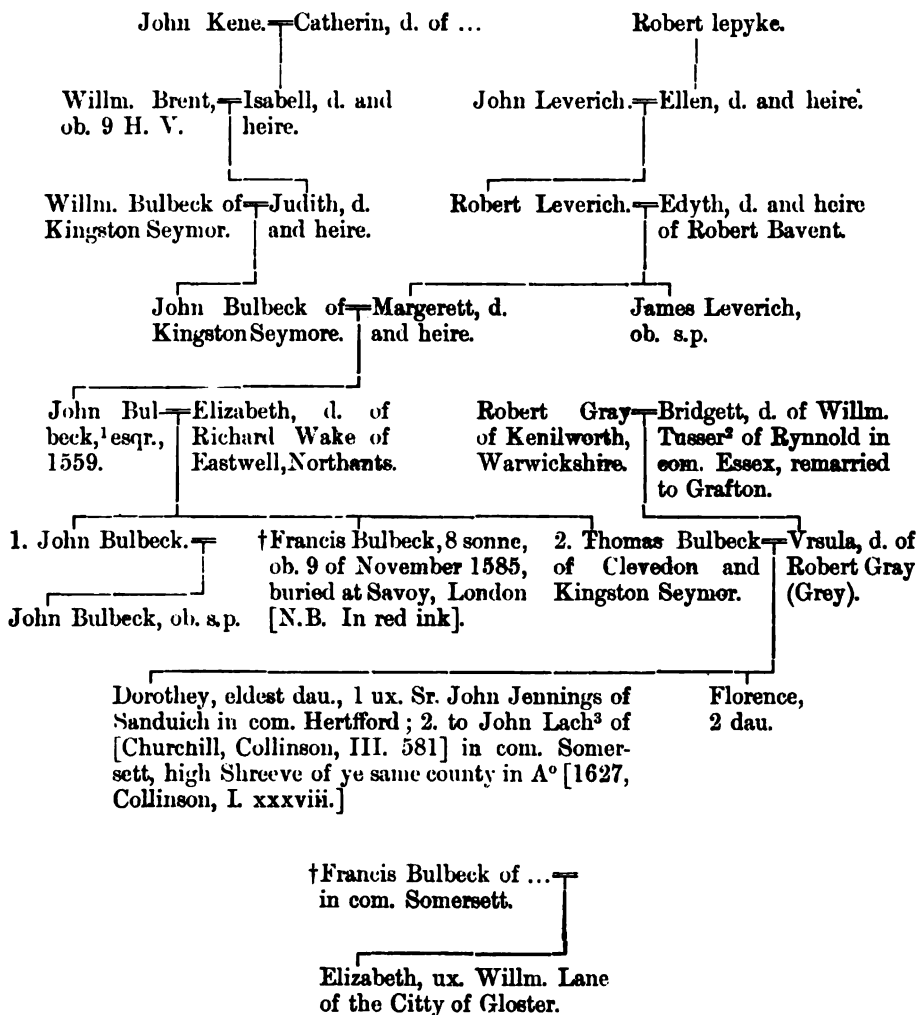 John Kene.
Catherin, d. of ...
Robert lepyke.
Willm. Brent,
ob. 9 H. V.
Isabell, d. and
heire.
John Leverich.
Ellen, d. and heire.
Willm. Bulbeck of
Kingston Seymor.
Judith, d.
and heire.
Robert Leverich.
Edyth, d. and heire
of Robert Bavent.
John Bulbeck of
Kingston Seymore.
Margerett, d.
and heire.
James Leverich,
ob. s.p.
John Bul-
beck,¹ esqr.,
1559.
Elizabeth, d. of
Richard Wake of
Eastwell, Northants.
Robert Gray
of Kenilworth,
Warwickshire.
Bridgett, d. of Willm.
Tusser² of Rynnold in
com. Essex, remarried
to Grafton.
1. John Bulbeck.
†Francis Bulbeck, 8 sonne,
ob. 9 of November 1585,
buried at Savoy, London
[N.B. In red ink].
2. Thomas Bulbeck
of Clevedon and
Kingston Seymor.
Vrsula, d. of
Robert Gray
(Grey).
John Bulbeck, ob. s.p.
Dorothey, eldest dau., 1 ux. Sr. John Jennings of
Sanduich in com. Hertfford; 2. to John Lach³ of
[Churchill, Collinson, III. 581] in com. Somer-
sett, high Shreeve of ye same county in Aº [1627,
Collinson, I. xxxviii.]
Florence,
2 dau.
†Francis Bulbeck of ...
in com. Somersett.
Elizabeth, ux. Willm. Lane
of the Citty of Gloster.